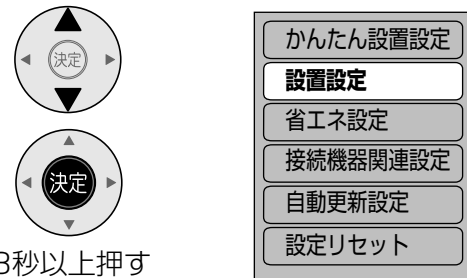 決定
決定
3秒以上押す
かんたん設置設定
設置設定
省エネ設定
接続機器関連設定
自動更新設定
設定リセット